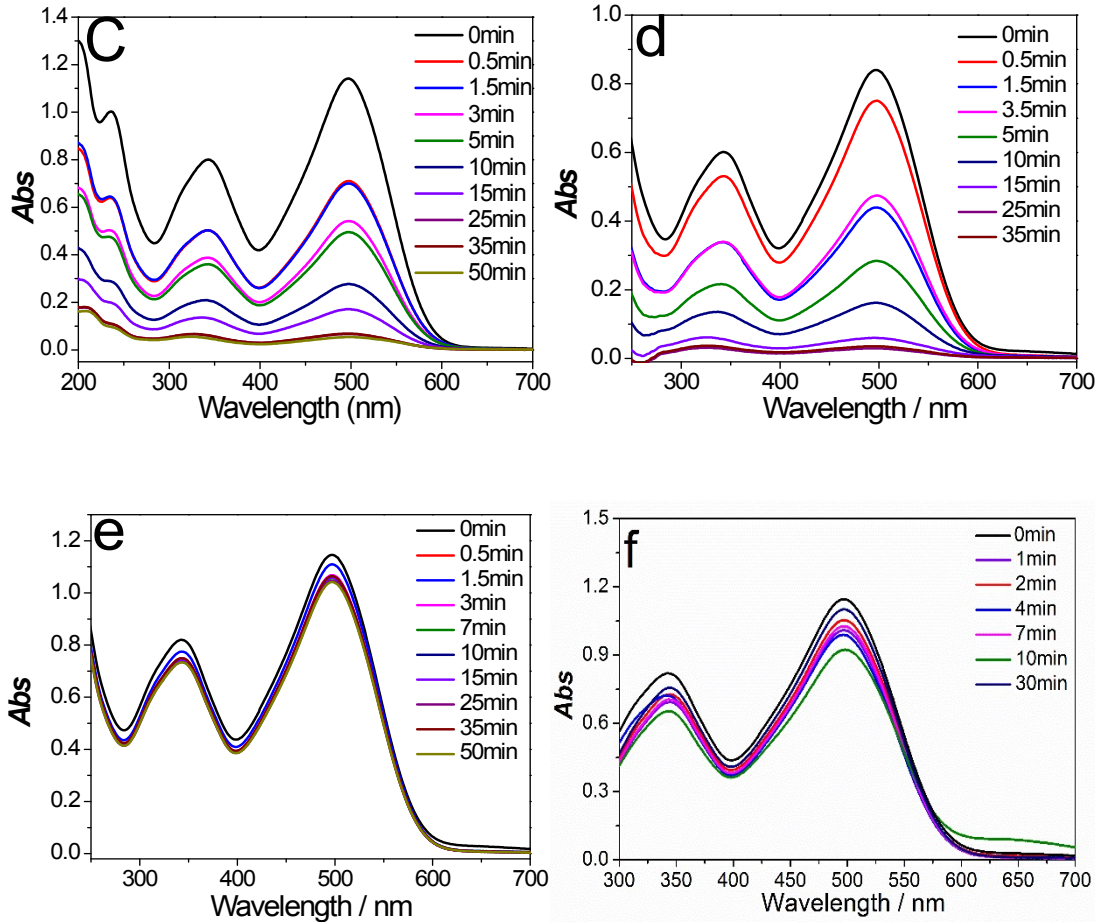 C
Abs
1.4
1.2
1.0
0.8
0.6
0.4
0.2
0.0
200
250
300
350
400
450
500
550
600
650
700
Wavelength (nm)
0min
0.5min
1.5min
3min
5min
10min
15min
25min
35min
50min
d
Abs
1.0
0.8
0.6
0.4
0.2
0.0
300
400
500
600
700
Wavelength / nm
0min
0.5min
1.5min
3.5min
5min
10min
15min
25min
35min
e
Abs
1.2
1.0
0.8
0.6
0.4
0.2
0.0
300
400
500
600
700
Wavelength / nm
0min
0.5min
1.5min
3min
7min
10min
15min
25min
35min
50min
f
Abs
1.5
1.2
0.9
0.6
0.3
0.0
300
350
400
450
500
550
600
650
700
Wavelength / nm
0min
1min
2min
4min
7min
10min
30min